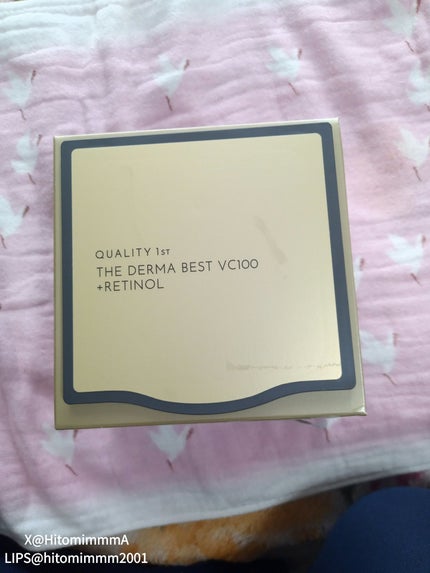 QUALITY 1ST
THE DERMA BEST VC100
+RETINOL
X@HitomimmmA
LIPS@hitomimmm2001